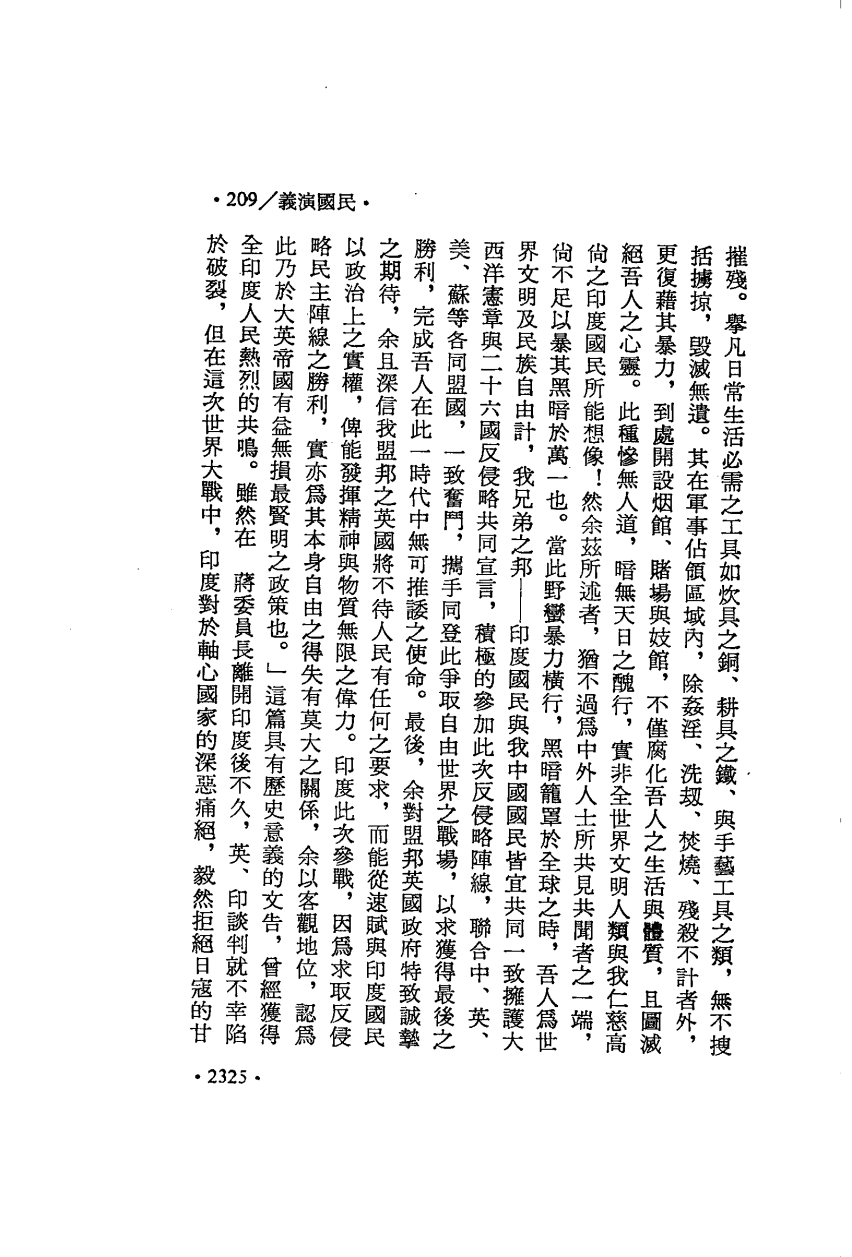 •209／義演國民•
摧殘。舉凡日常生活必需之工具如炊具之銅、耕具之鐵、與手藝工具之類，無不搜
括擄掠，毀滅無遺。其在軍事佔領區域內，除姦淫、洗刼、焚燒、殘殺不計者外，
更復藉其暴力，到處開設烟館、賭場與妓館，不僅腐化吾人之生活與體質，且圖滅
絕吾人之心靈。此種慘無人道，暗無天日之醜行，實非全世界文明人類與我仁慈高
尙之印度國民所能想像！然余茲所述者，猶不過爲中外人士所共見共聞者之一端，
尙不足以暴其黑暗於萬一也。當此野蠻暴力橫行，黑暗籠罩於全球之時，吾人爲世
界文明及民族自由計，我兄弟之邦——印度國民與我中國國民皆宜共同一致擁護大
西洋憲章與二十六國反侵略共同宣言，積極的參加此次反侵略陣線，聯合中、英、
美、蘇等各同盟國，一致奮鬥，攜手同登此爭取自由世界之戰場，以求獲得最後之
勝利，完成吾人在此一時代中無可推諉之使命。最後，余對盟邦英國政府特致誠摯
之期待，余且深信我盟邦之英國將不待人民有任何之要求，而能從速賦與印度國民
以政治上之實權，俾能發揮精神與物質無限之偉力。印度此次參戰，因爲求取反侵
略民主陣線之勝利，實亦爲其本身自由之得失有莫大之關係，余以客觀地位，認爲
此乃於大英帝國有益無損最賢明之政策也。」這篇具有歷史意義的文告，曾經獲得
全印度人民熱烈的共鳴。雖然在　蔣委員長離開印度後不久，英、印談判就不幸陷
於破裂，但在這次世界大戰中，印度對於軸心國家的深惡痛絕，毅然拒絕日寇的甘
•2325•